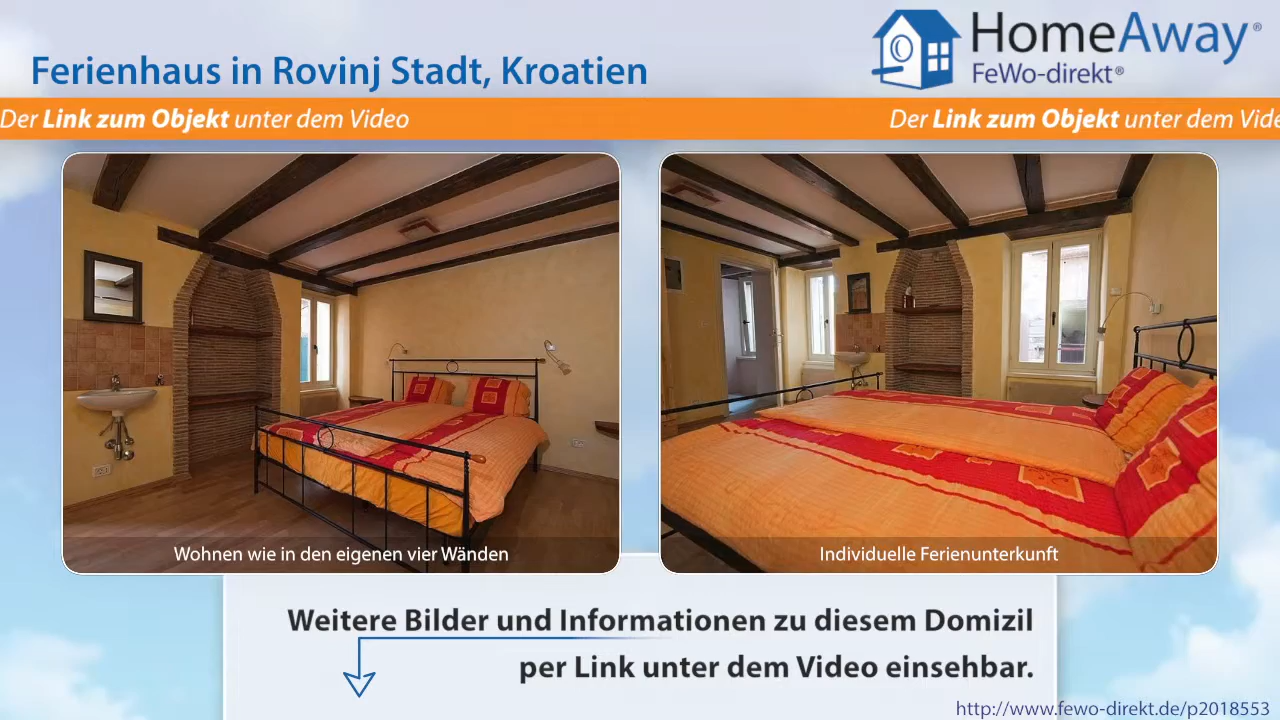 HomeAway®
FeWo-direkt®
Ferienhaus in Rovinj Stadt, Kroatien
Der Link zum Objekt unter dem Video
Der Link zum Objekt unter dem Vide
Wohnen wie in den eigenen vier Wänden
Individuelle Ferienunterkunft
Weitere Bilder und Informationen zu diesem Domizil
per Link unter dem Video einsehbar.
http://www.fewo-direkt.de/p2018553